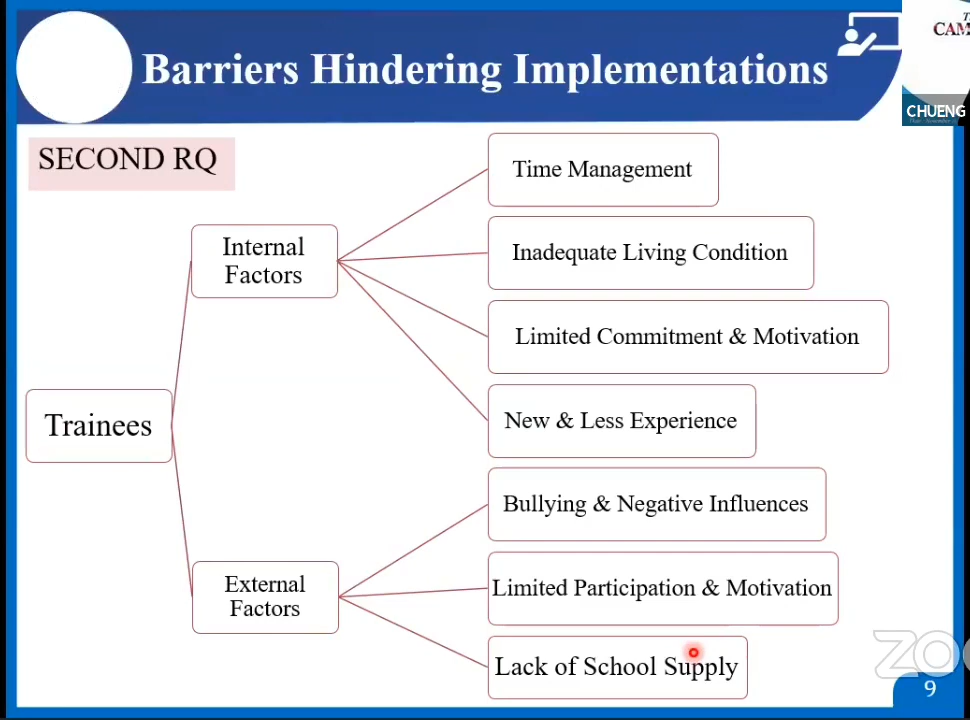 Barriers Hindering Implementations
CHUENG
SECOND RQ
Time Management
Internal
Factors
Inadequate Living Condition
Limited Commitment & Motivation
New & Less Experience
Trainees
Bullying & Negative Influences
External
Factors
Limited Participation & Motivation
Lack of School Supply
9